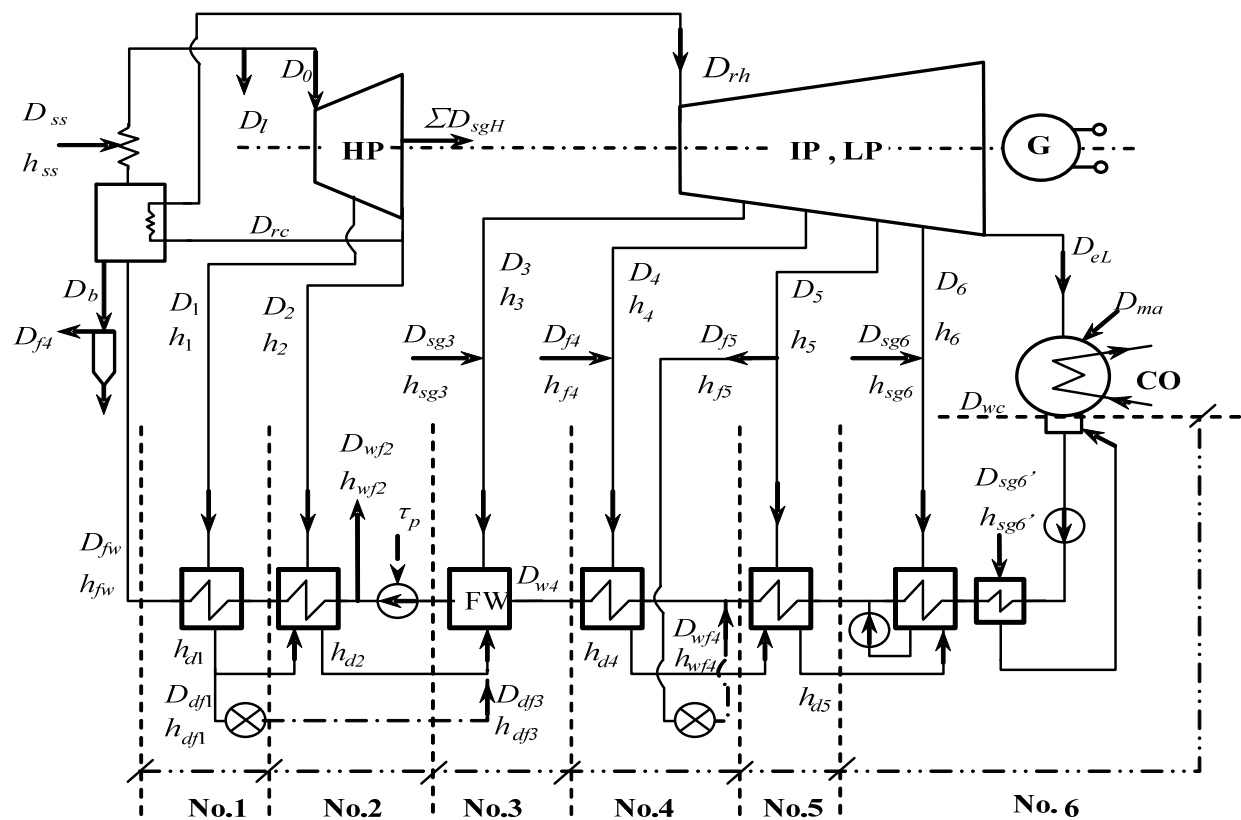 D_ss
h_ss
D_l
D_0
HP
ΣD_sgH
D_rh
IP , LP
G
D_rc
D_b
D_f4
D_1
h_1
D_2
h_2
D_3
h_3
D_4
h_4
D_5
h_5
D_6
h_6
D_eL
D_ma
CO
D_wc
D_sg3
h_sg3
D_f4
h_f4
D_f5
h_f5
D_sg6
h_sg6
D_wf2
h_wf2
τ_p
D_sg6'
h_sg6'
D_fw
h_fw
FW
D_w4
h_d1
h_d2
h_d4
D_wf4
h_wf4
h_d5
D_df1
h_df1
D_df3
h_df3
No.1
No.2
No.3
No.4
No.5
No. 6